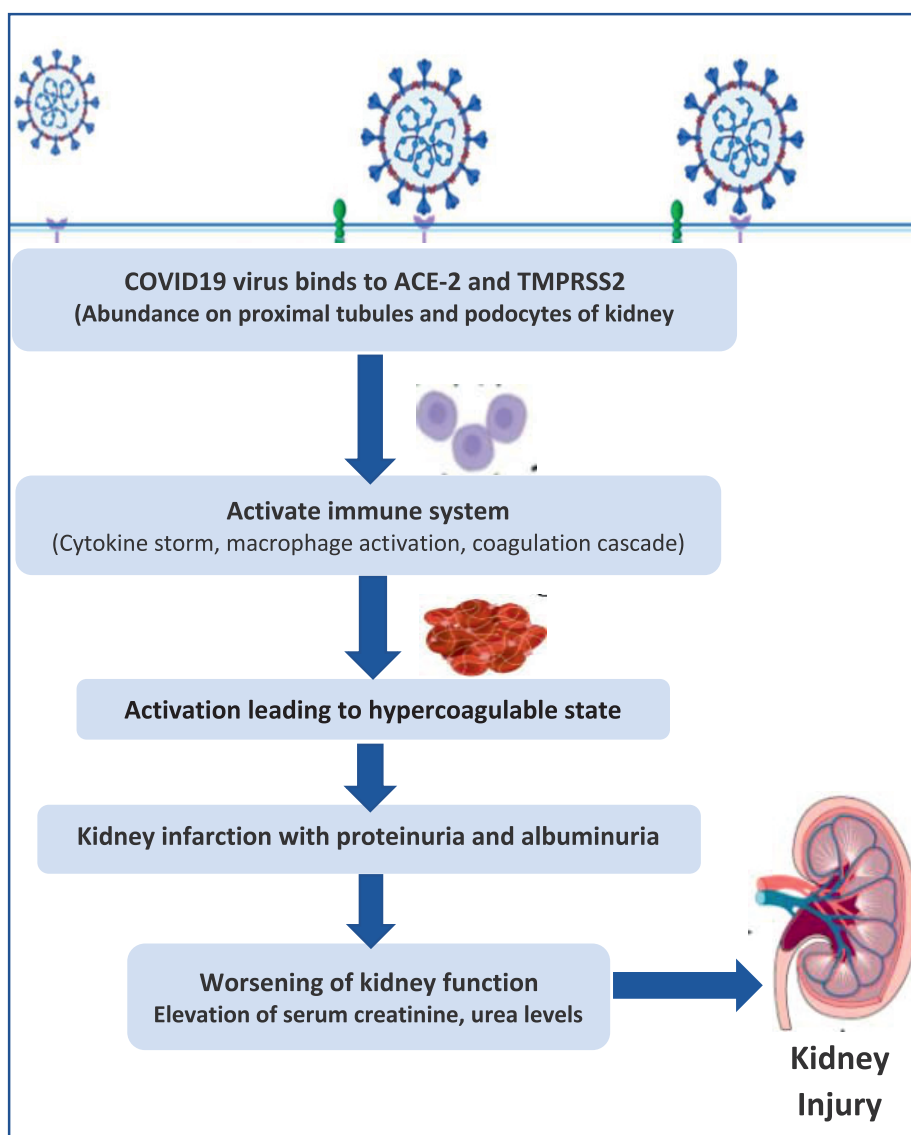 COVID19 virus binds to ACE-2 and TMPRSS2
(Abundance on proximal tubules and podocytes of kidney
Activate immune system
(Cytokine storm, macrophage activation, coagulation cascade)
Activation leading to hypercoagulable state
Kidney infarction with proteinuria and albuminuria
Worsening of kidney function
Elevation of serum creatinine, urea levels
Kidney
Injury